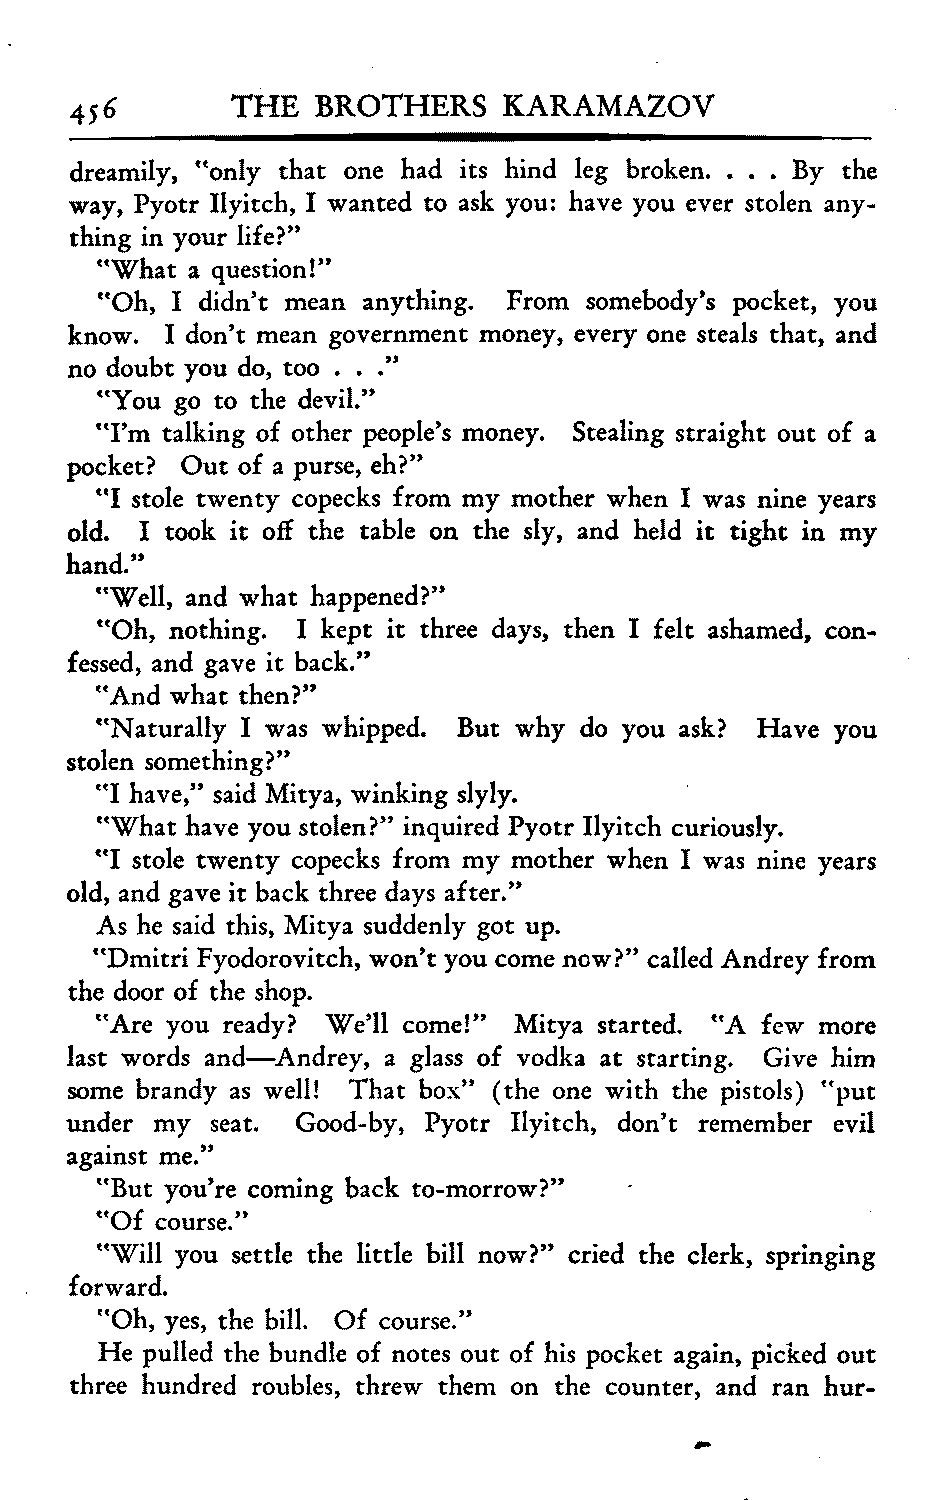 456 THE BROTHERS KARAMAZOV
dreamily, "only that one had its hind leg broken. . . . By the
way, Pyotr Ilyitch, I wanted to ask you: have you ever stolen any-
thing in your life?"
"What a question!"
"Oh, I didn't mean anything. From somebody's pocket, you
know. I don't mean government money, every one steals that, and
no doubt you do, too . . ."
"You go to the devil."
"I'm talking of other people's money. Stealing straight out of a
pocket? Out of a purse, eh?"
"I stole twenty copecks from my mother when I was nine years
old. I took it off the table on the sly, and held it tight in my
hand."
"Well, and what happened?"
"Oh, nothing. I kept it three days, then I felt ashamed, con-
fessed, and gave it back."
"And what then?"
"Naturally I was whipped. But why do you ask? Have you
stolen something?"
"I have," said Mitya, winking slyly.
"What have you stolen?" inquired Pyotr Ilyitch curiously.
"I stole twenty copecks from my mother when I was nine years
old, and gave it back three days after."
As he said this, Mitya suddenly got up.
"Dmitri Fyodorovitch, won't you come now?" called Andrey from
the door of the shop.
"Are you ready? We'll come!" Mitya started. "A few more
last words and—Andrey, a glass of vodka at starting. Give him
some brandy as well! That box" (the one with the pistols) "put
under my seat. Good-by, Pyotr Ilyitch, don't remember evil
against me."
"But you're coming back to-morrow?"
"Of course."
"Will you settle the little bill now?" cried the clerk, springing
forward.
"Oh, yes, the bill. Of course."
He pulled the bundle of notes out of his pocket again, picked out
three hundred roubles, threw them on the counter, and ran hur-